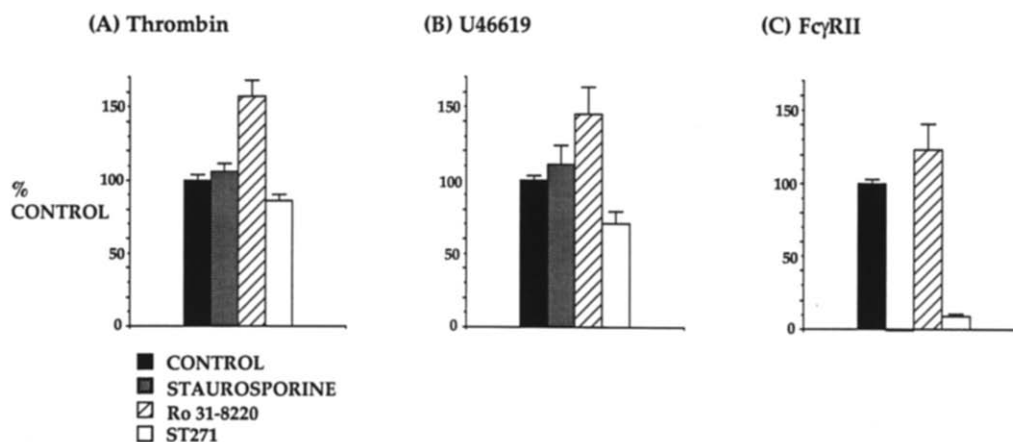 (A) Thrombin
(B) U46619
(C) FcγRII
%
CONTROL
150
100
50
0
150
100
50
0
150
100
50
0
CONTROL
STAUROSPORINE
Ro 31-8220
ST271